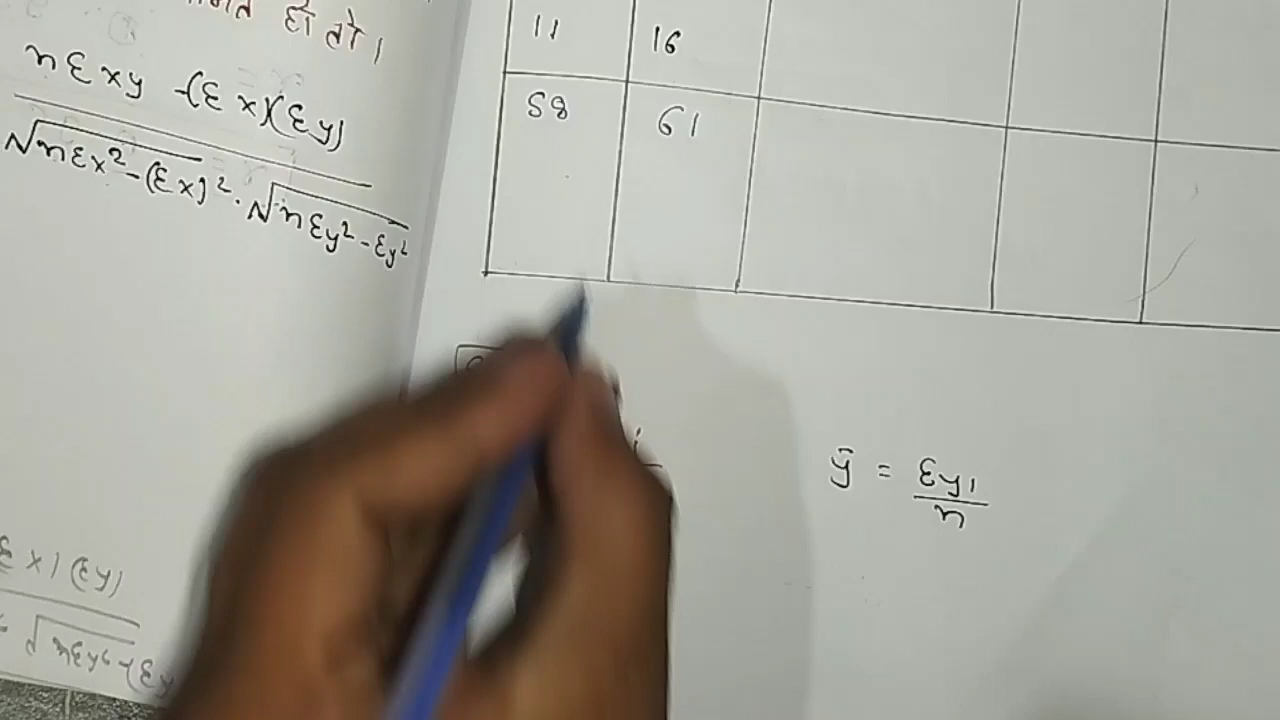 हो तो।
nΣxy -(Σx)(Σy)
√nΣx² -(Σx)² · √nΣy² - Σy²
11 16
58 61
ȳ = Σy₁
n